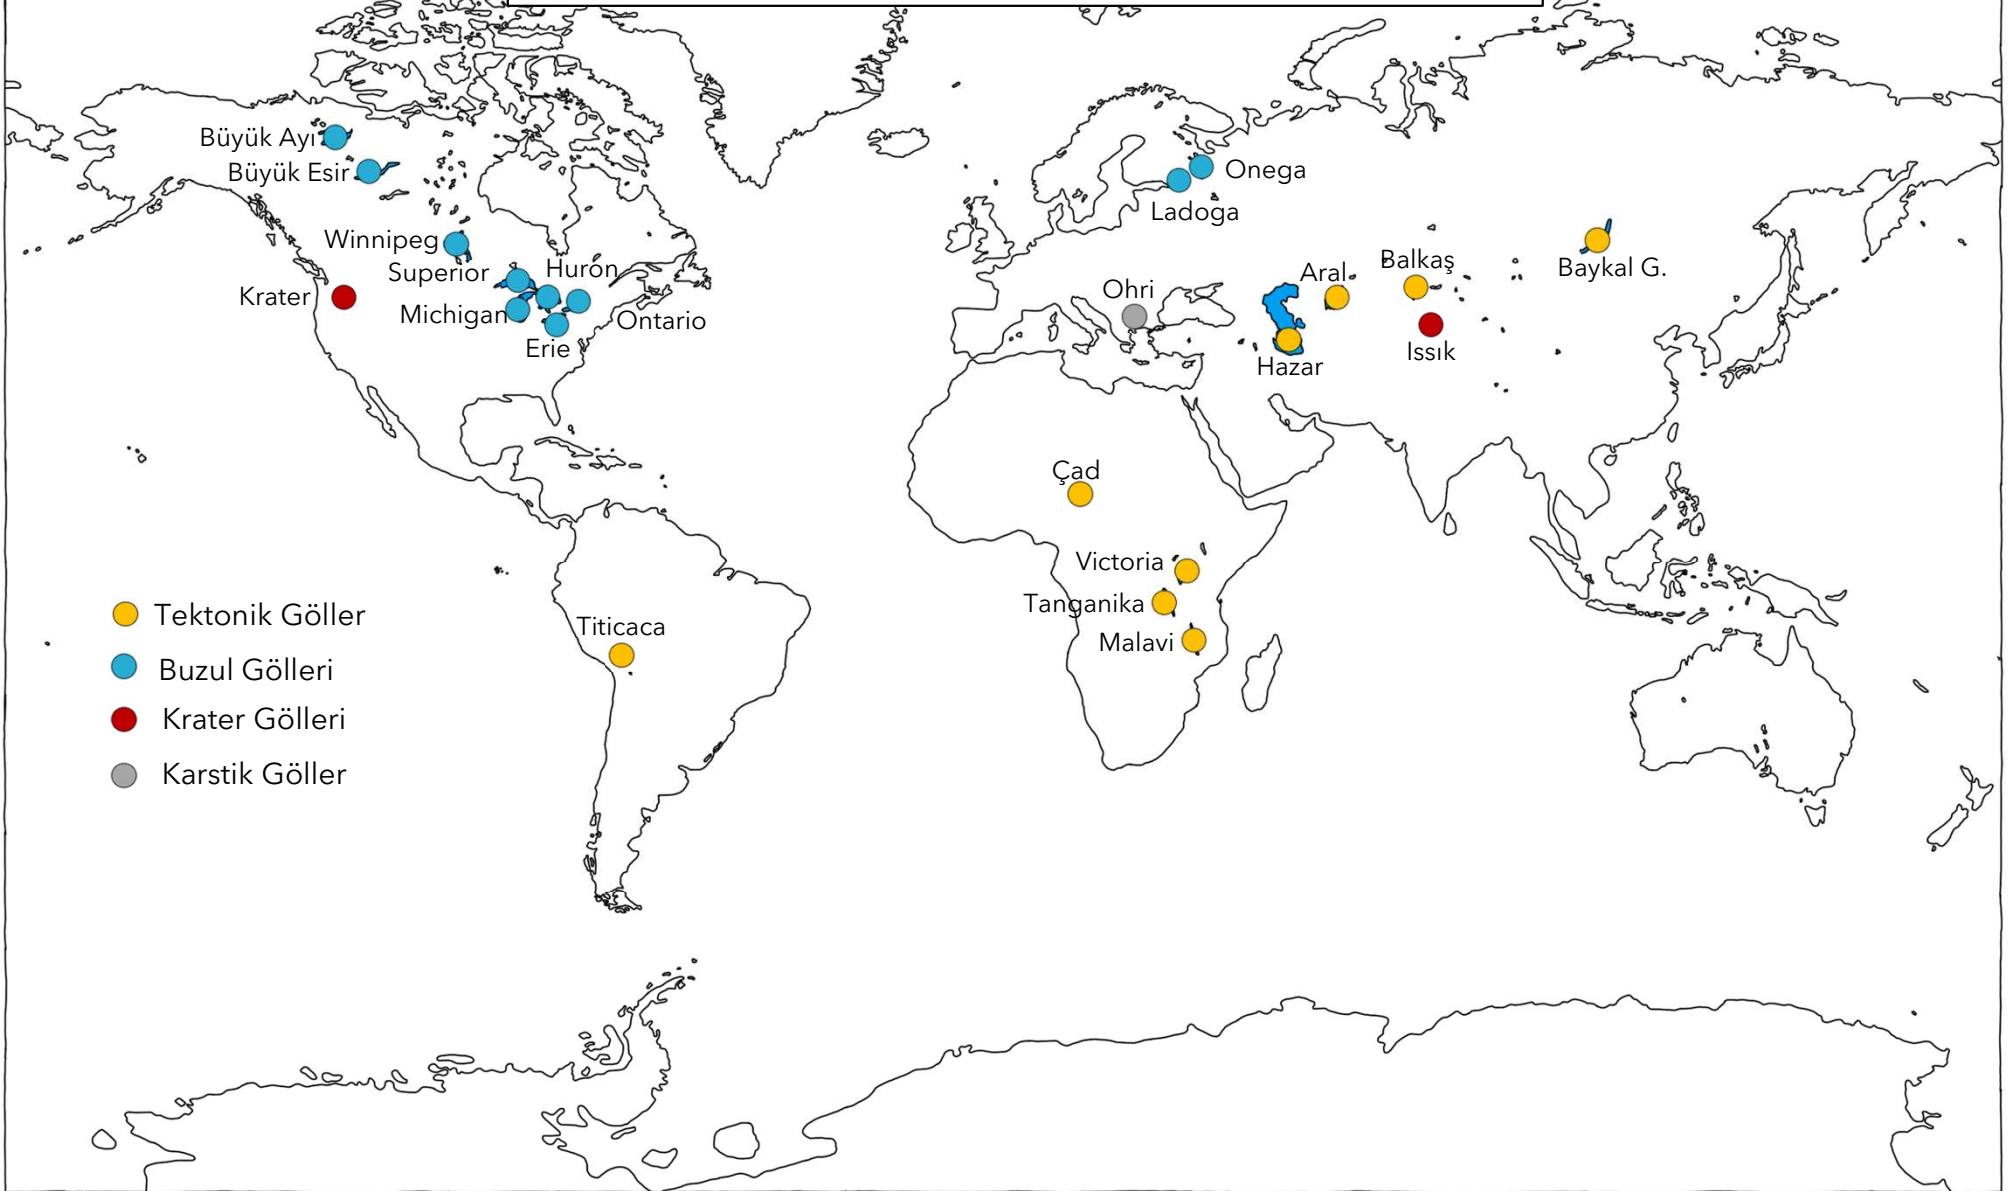 Büyük Ayı
Büyük Esir
Onega
Ladoga
Winnipeg
Superior
Huron
Krater
Michigan
Ontario
Erie
Ohri
Aral
Balkaş
Baykal G.
Hazar
Issık
Çad
Victoria
Tanganika
Malavi
Titicaca
Tektonik Göller
Buzul Gölleri
Krater Gölleri
Karstik Göller